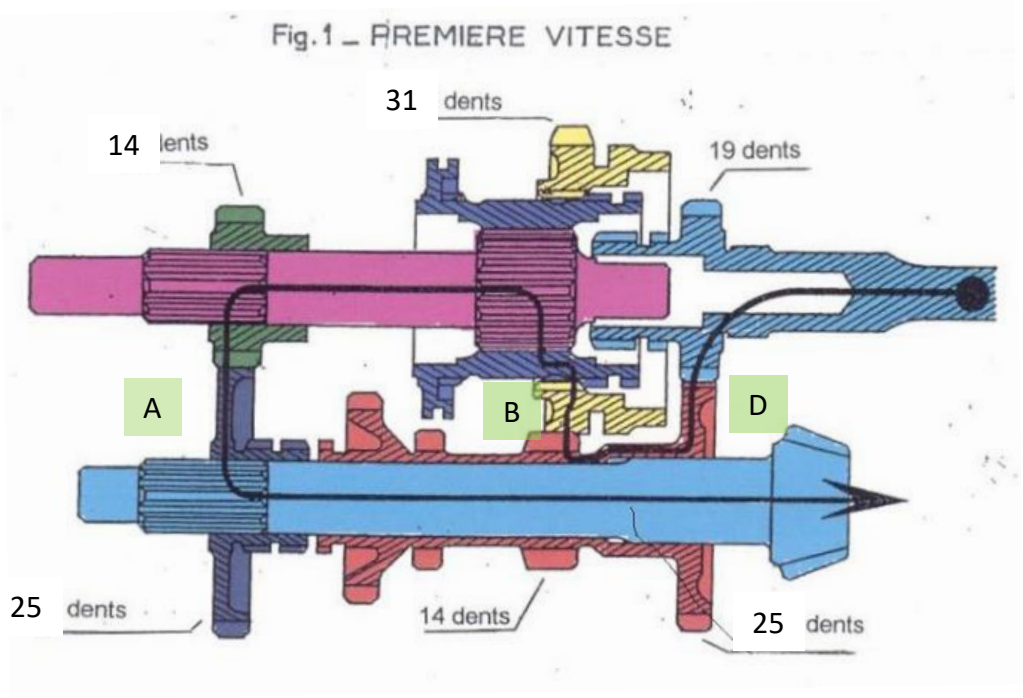 Fig.1 _ PREMIERE VITESSE
31 dents
14 dents
19 dents
A
B
D
25 dents
14 dents
25 dents